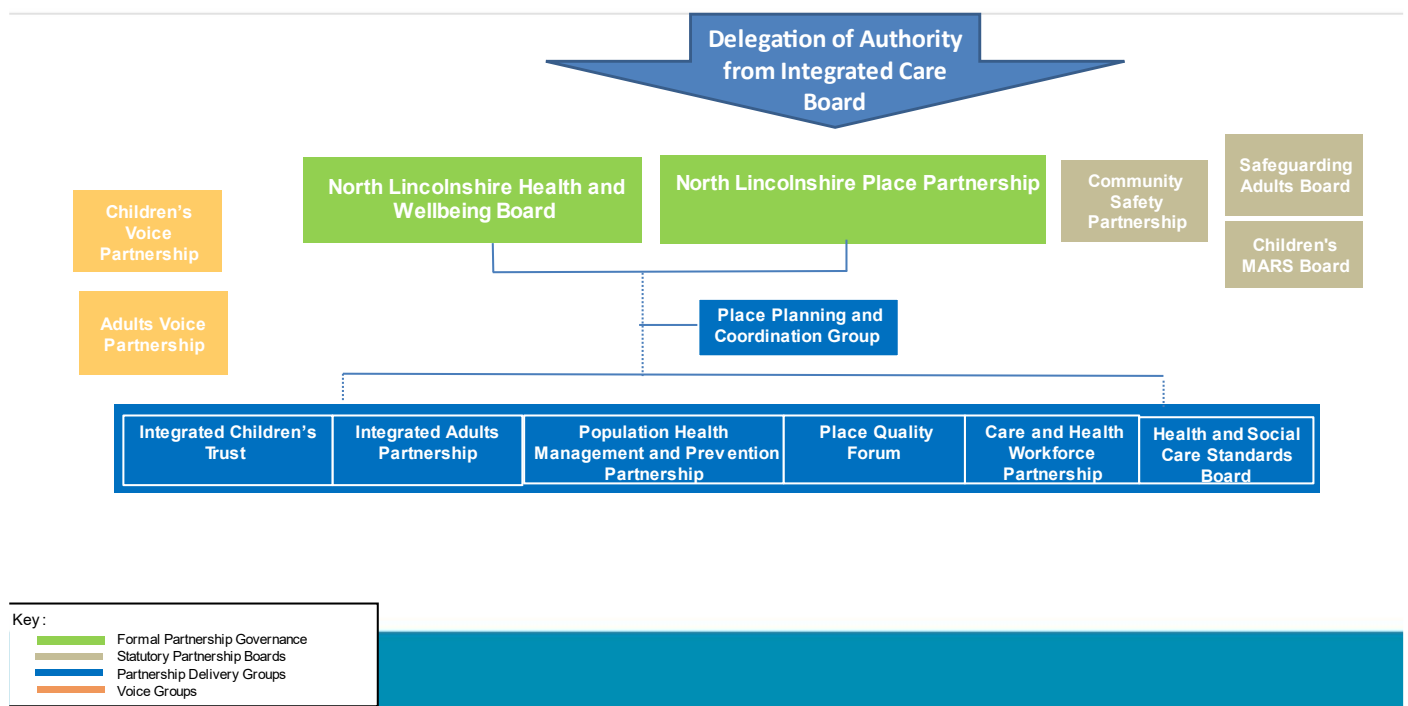 Delegation of Authority
from Integrated Care
Board
North Lincolnshire Health and
Wellbeing Board
North Lincolnshire Place Partnership
Community
Safety
Partnership
Safeguarding
Adults Board
Children's
MARS Board
Children’s
Voice
Partnership
Adults Voice
Partnership
Place Planning and
Coordination Group
Integrated Children’s
Trust
Integrated Adults
Partnership
Population Health
Management and Prevention
Partnership
Place Quality
Forum
Care and Health
Workforce
Partnership
Health and Social
Care Standards
Board
Key:
Formal Partnership Governance
Statutory Partnership Boards
Partnership Delivery Groups
Voice Groups